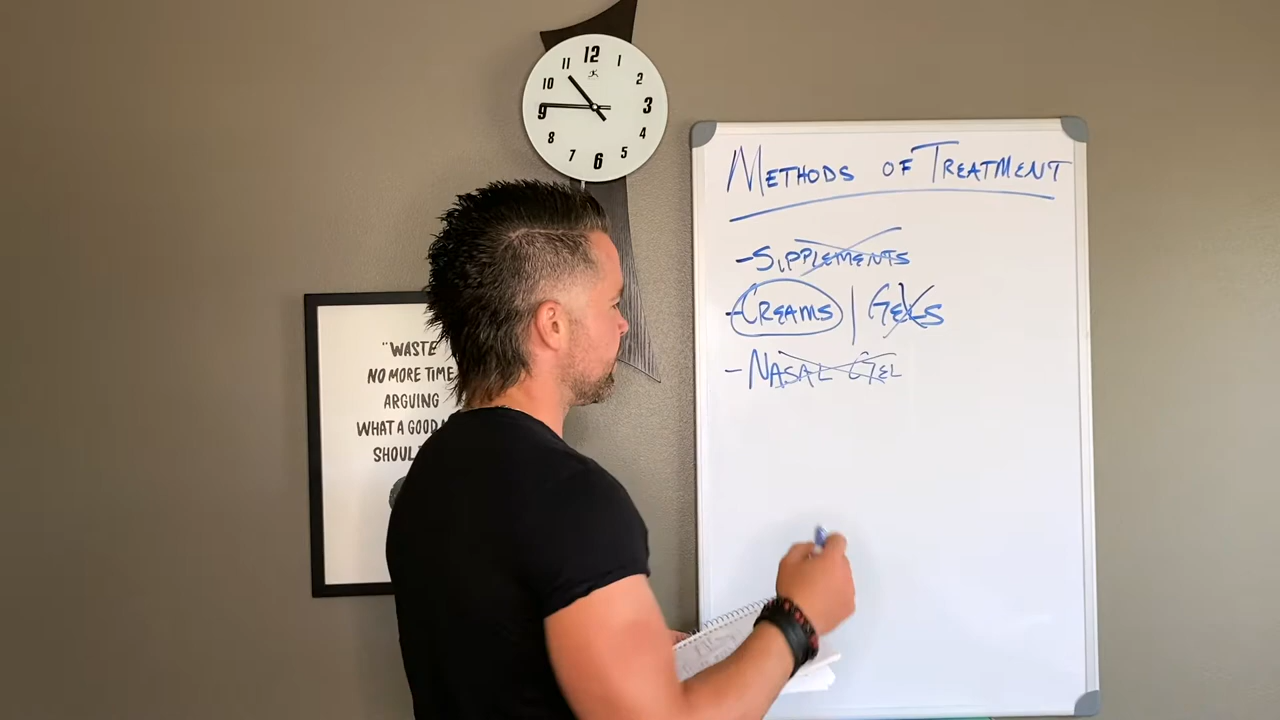 12
11 1
10 2
9 3
8 4
7 5
6
METHODS OF TREATMENT
- SUPPLEMENTS
- CREAMS | GELS
- NASAL GEL
"WASTE
NO MORE TIME
ARGUING
WHAT A GOOD
SHOUL